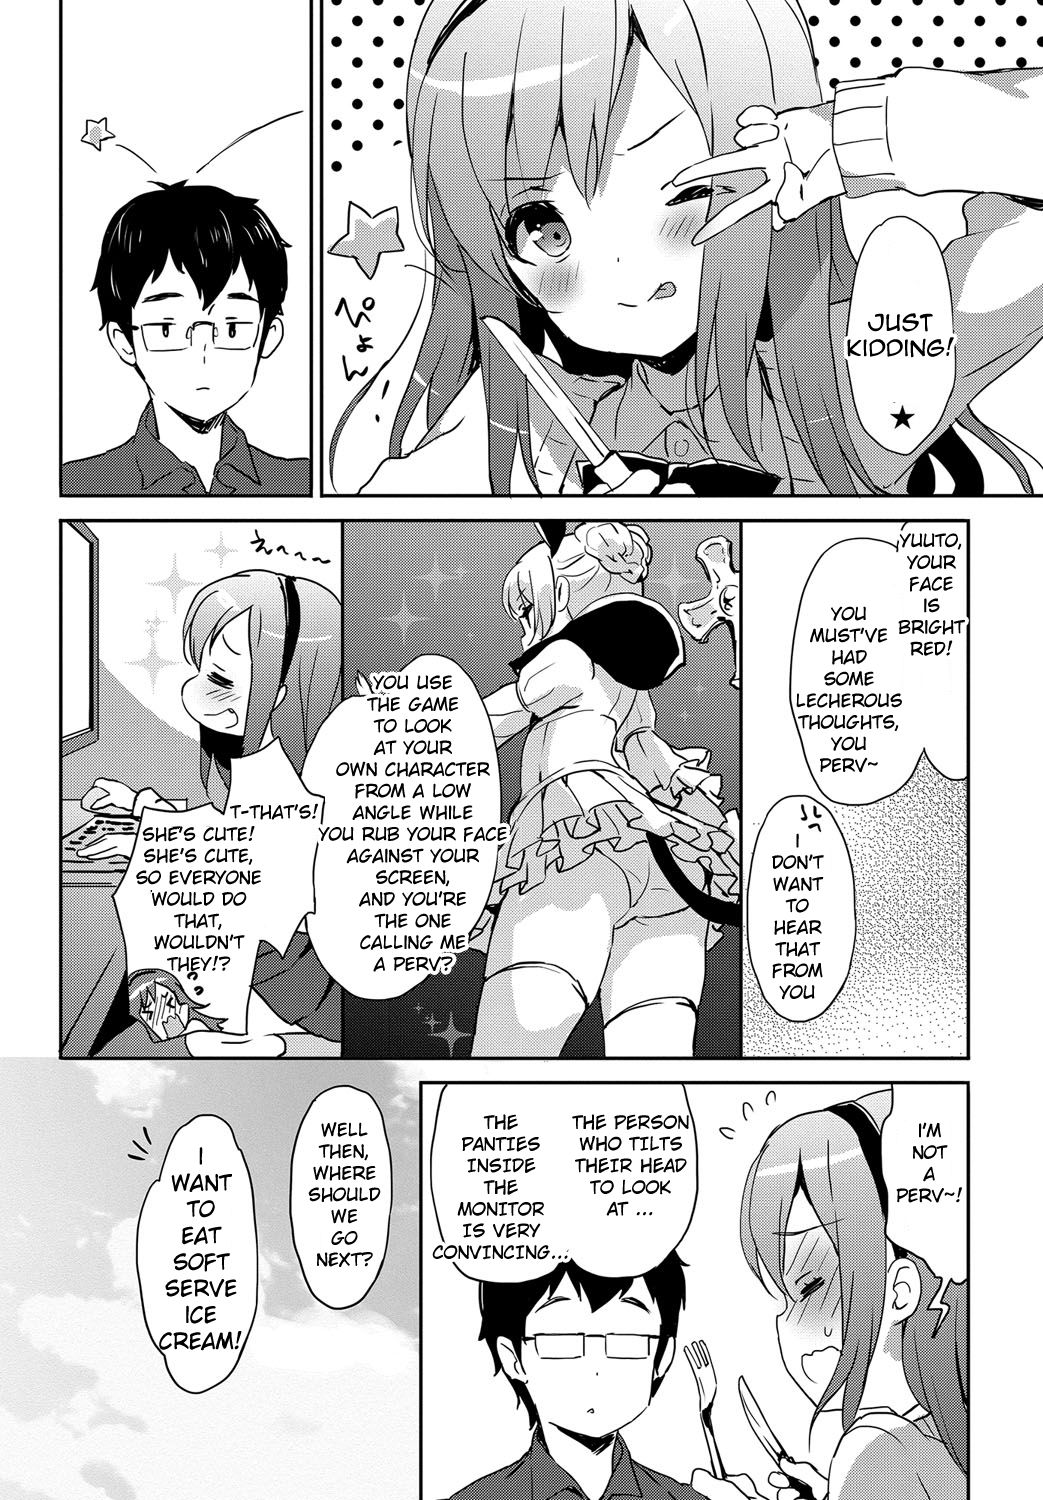 JUST
KIDDING!
★
ぴょん…!
YUUTO,
YOUR
FACE
IS
BRIGHT
RED!
YOU
MUST'VE
HAD
SOME
LECHEROUS
THOUGHTS,
YOU
PERV~
I
DON'T
WANT
TO
HEAR
THAT
FROM
YOU
YOU USE
THE GAME
TO LOOK
AT YOUR
OWN CHARACTER
FROM A LOW
ANGLE WHILE
YOU RUB YOUR FACE
AGAINST YOUR
SCREEN,
AND YOU'RE
THE ONE
CALLING ME
A PERV?
え~~~
T-THAT'S!
SHE'S CUTE!
SHE'S CUTE,
SO EVERYONE
WOULD DO
THAT,
WOULDN'T
THEY!?
I'M
NOT
A
PERV~!
THE PERSON
WHO TILTS
THEIR HEAD
TO LOOK
AT ...
THE
PANTIES
INSIDE
THE
MONITOR
IS VERY
CONVINCING...
WELL
THEN,
WHERE
SHOULD
WE
GO
NEXT?
I
WANT
TO
EAT
SOFT
SERVE
ICE
CREAM!